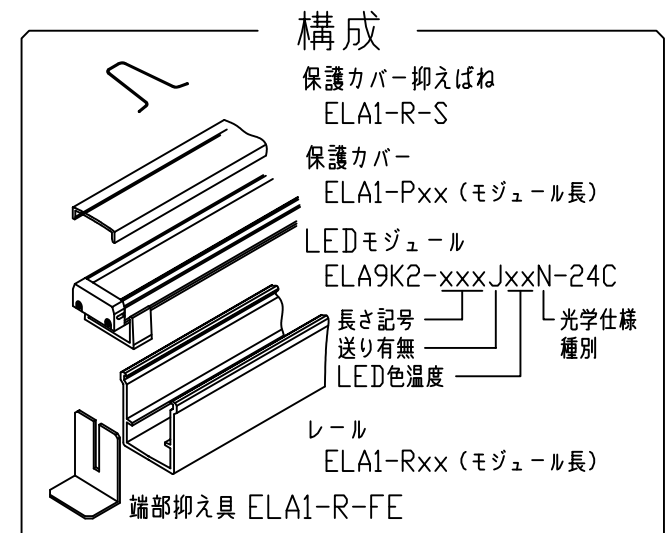 構成
保護カバー抑えばね
ELA1-R-S
保護カバー
ELA1-Pxx (モジュール長)
LEDモジュール
ELA9K2-xxxJxxN-24C
長さ記号
光学仕様
送り有無
種別
LED色温度
レール
ELA1-Rxx (モジュール長)
端部抑え具 ELA1-R-FE